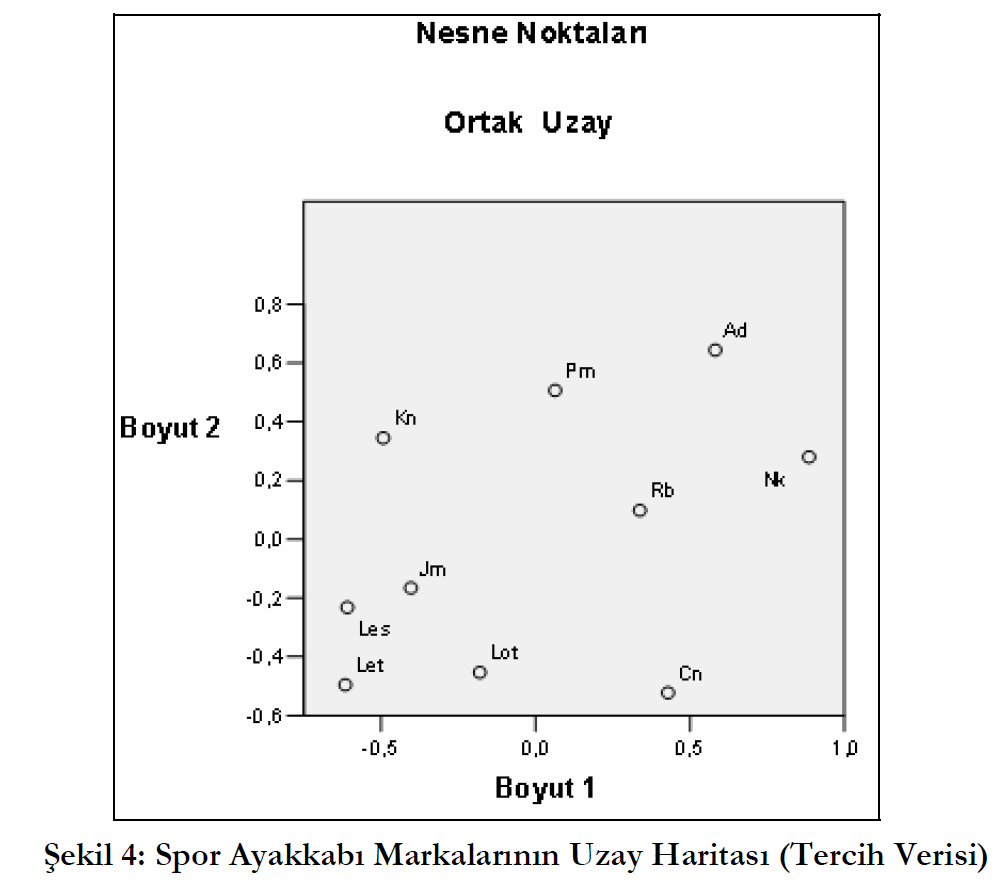 Nesne Noktaları
Ortak Uzay
0,8
Ad
0,6
Pm
Kn
0,4
Boyut 2
Nk
0,2
Rb
0,0
Jm
-0,2
Les
Lot
-0,4
Let
Cn
-0,6
-0,5 0,0 0,5 1,0
Boyut 1
Şekil 4: Spor Ayakkabı Markalarının Uzay Haritası (Tercih Verisi)